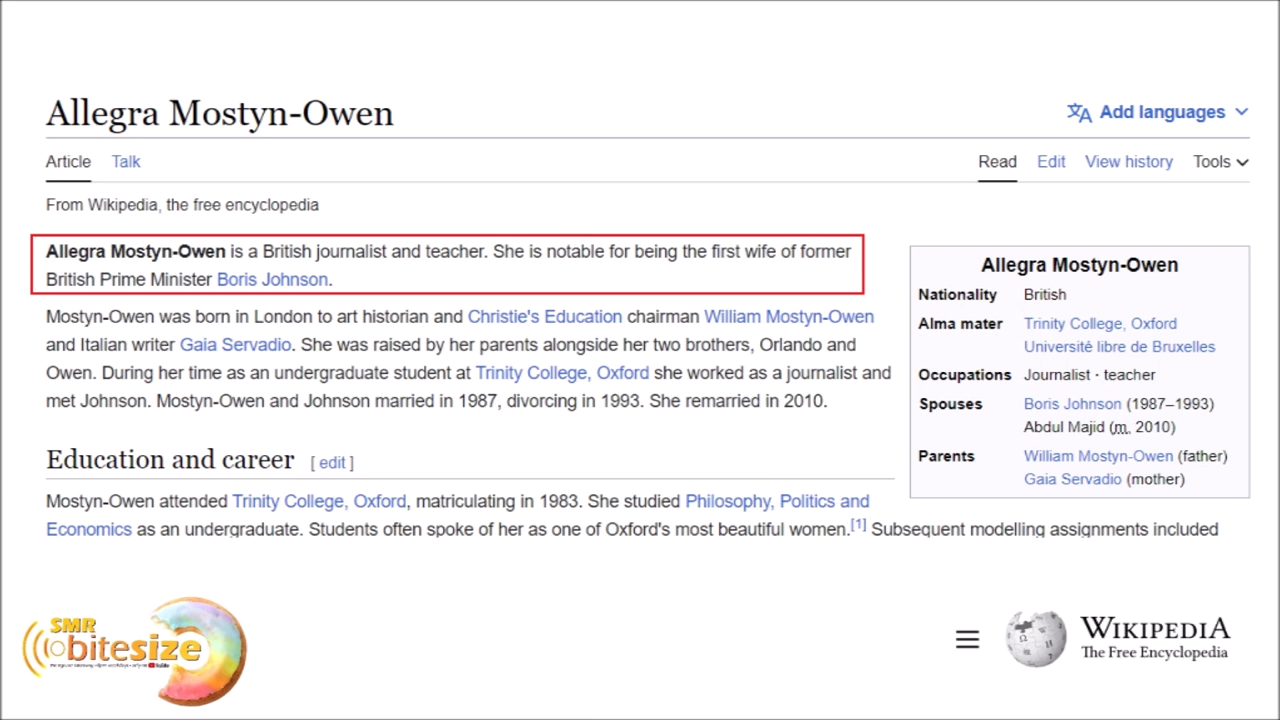 Allegra Mostyn-Owen
Add languages
Article Talk
Read Edit View history Tools
From Wikipedia, the free encyclopedia
Allegra Mostyn-Owen is a British journalist and teacher. She is notable for being the first wife of former
British Prime Minister Boris Johnson.
Mostyn-Owen was born in London to art historian and Christie's Education chairman William Mostyn-Owen
and Italian writer Gaia Servadio. She was raised by her parents alongside her two brothers, Orlando and
Owen. During her time as an undergraduate student at Trinity College, Oxford she worked as a journalist and
met Johnson. Mostyn-Owen and Johnson married in 1987, divorcing in 1993. She remarried in 2010.
Allegra Mostyn-Owen
Nationality British
Alma mater Trinity College, Oxford
Université libre de Bruxelles
Occupations Journalist · teacher
Spouses Boris Johnson (1987–1993)
Abdul Majid (m. 2010)
Parents William Mostyn-Owen (father)
Gaia Servadio (mother)
Education and career [ edit ]
Mostyn-Owen attended Trinity College, Oxford, matriculating in 1983. She studied Philosophy, Politics and
Economics as an undergraduate. Students often spoke of her as one of Oxford's most beautiful women.[1] Subsequent modelling assignments included
SMR
bitesize
WIKIPEDIA
The Free Encyclopedia